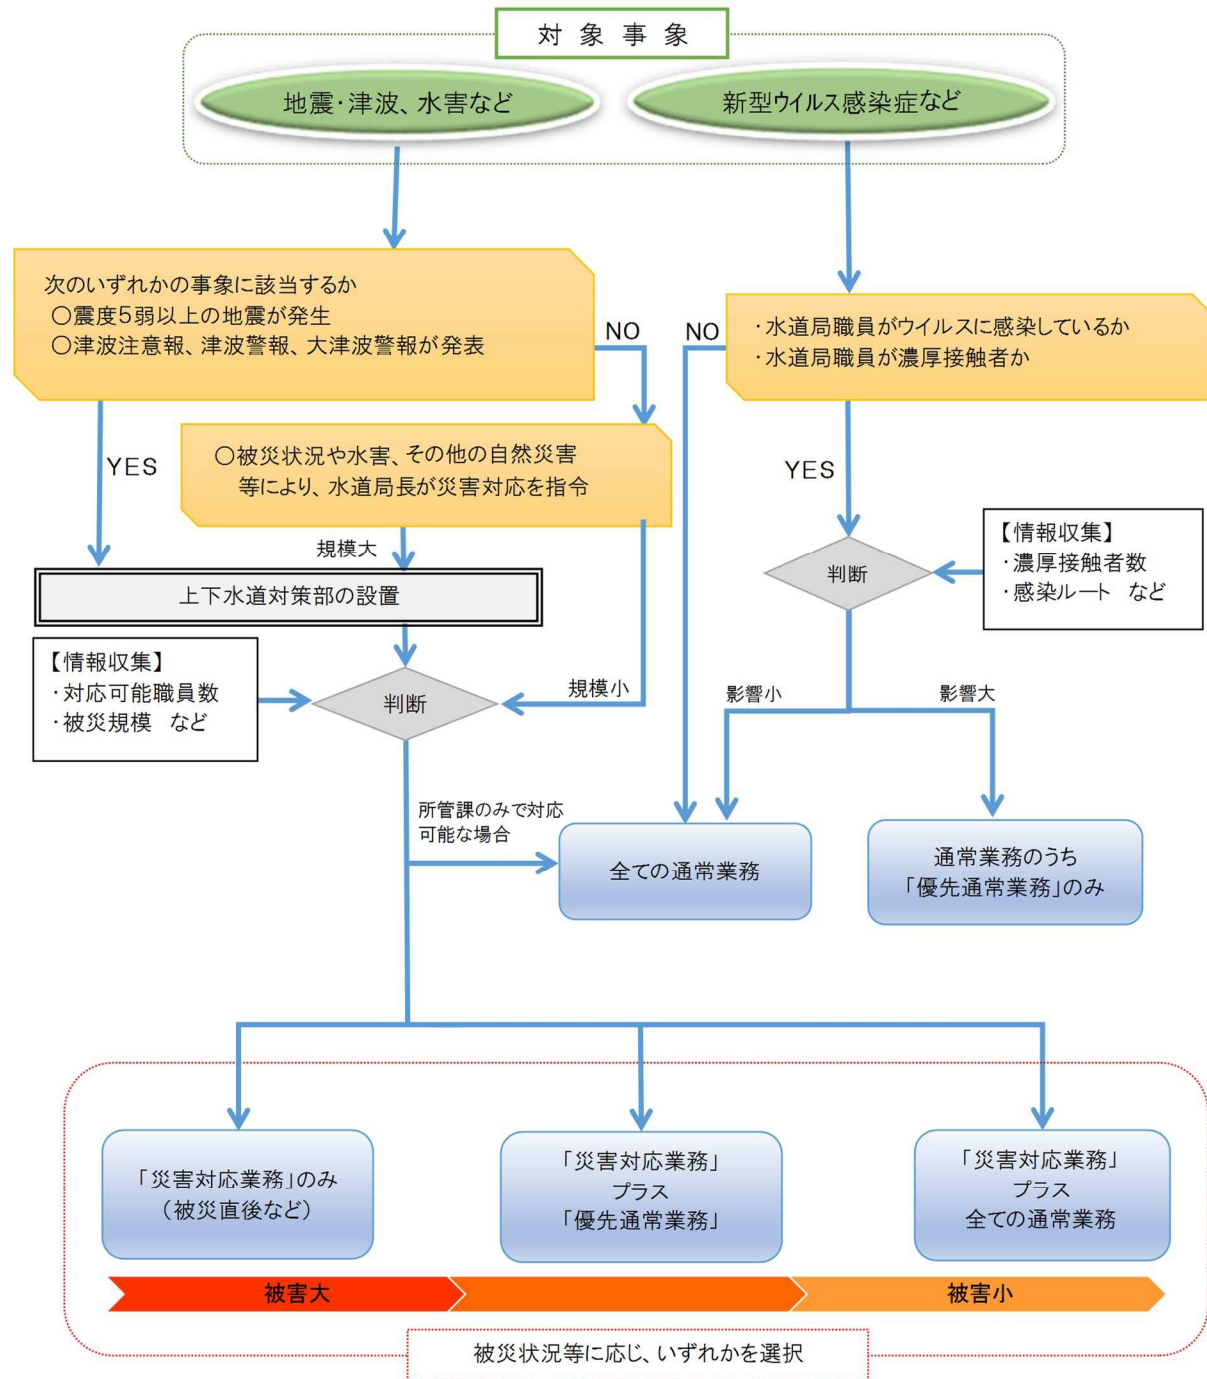 対 象 事 象
地震・津波、水害など
新型ウイルス感染症など
次のいずれかの事象に該当するか
○震度5弱以上の地震が発生
○津波注意報、津波警報、大津波警報が発表
NO
NO
・水道局職員がウイルスに感染しているか
・水道局職員が濃厚接触者か
YES
○被災状況や水害、その他の自然災害
等により、水道局長が災害対応を指令
YES
規模大
上下水道対策部の設置
判断
【情報収集】
・濃厚接触者数
・感染ルート など
【情報収集】
・対応可能職員数
・被災規模 など
判断
規模小
影響小
影響大
所管課のみで対応
可能な場合
全ての通常業務
通常業務のうち
「優先通常業務」のみ
「災害対応業務」のみ
(被災直後など)
「災害対応業務」
プラス
「優先通常業務」
「災害対応業務」
プラス
全ての通常業務
被害大
被害小
被災状況等に応じ、いずれかを選択